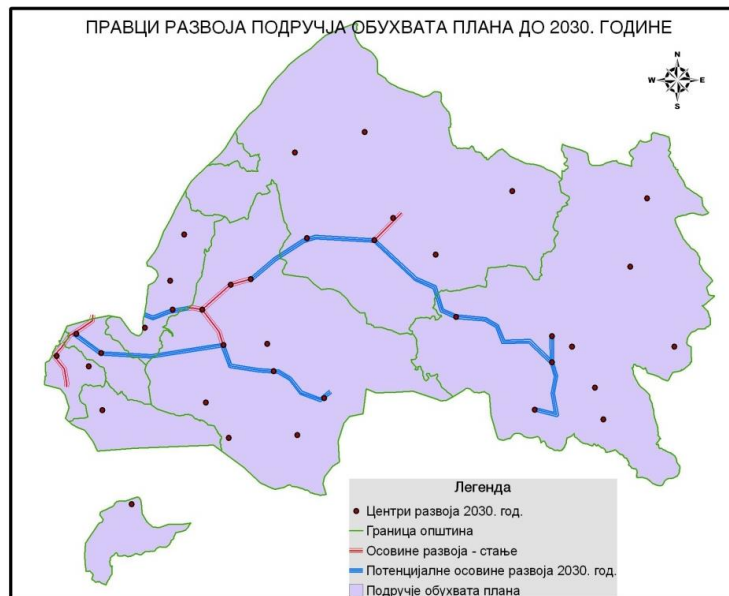 ПРАВЦИ РАЗВОЈА ПОДРУЧЈА ОБУХВАТА ПЛАНА ДО 2030. ГОДИНЕ
N
W E
S
Легенда
Центри развоја 2030. год.
Граница општина
Осовине развоја - стање
Потенцијалне осовине развоја 2030. год.
Подручје обухвата плана